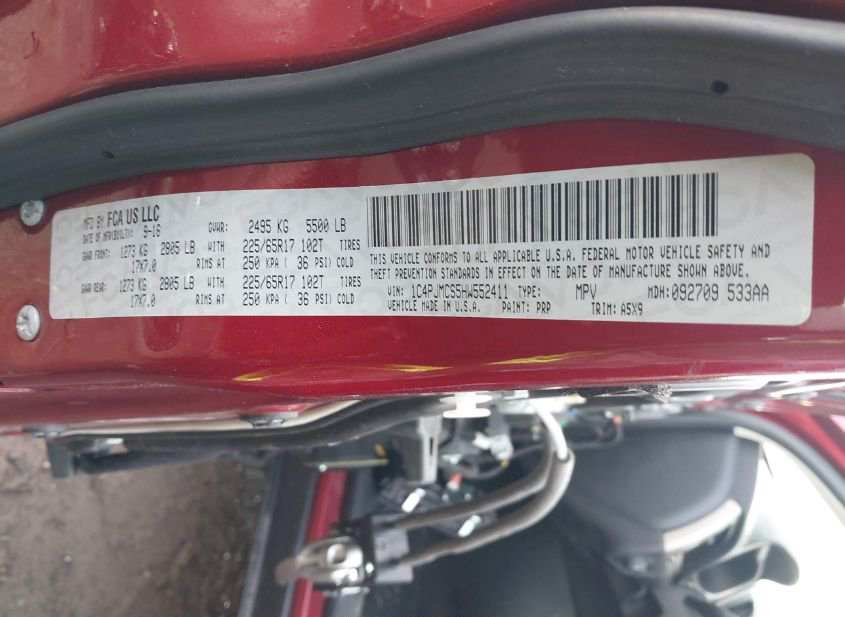 MFD BY FCA US LLC
DATE OF MFR(BUILT): 9-16 GVWR: 2495 KG 5500 LB
GAWR FRONT: 1273 KG 2805 LB WITH 225/65R17 102T TIRES
17X7.0 RIMS AT 250 KPA ( 36 PSI) COLD
GAWR REAR: 1273 KG 2805 LB WITH 225/65R17 102T TIRES
17X7.0 RIMS AT 250 KPA ( 36 PSI) COLD
THIS VEHICLE CONFORMS TO ALL APPLICABLE U.S.A. FEDERAL MOTOR VEHICLE SAFETY AND
THEFT PREVENTION STANDARDS IN EFFECT ON THE DATE OF MANUFACTURE SHOWN ABOVE.
VIN: 1C4PJMCS5HW552411 TYPE: MPV MDH:092709 533AA
VEHICLE MADE IN U.S.A. PAINT: PRP TRIM: A5X9